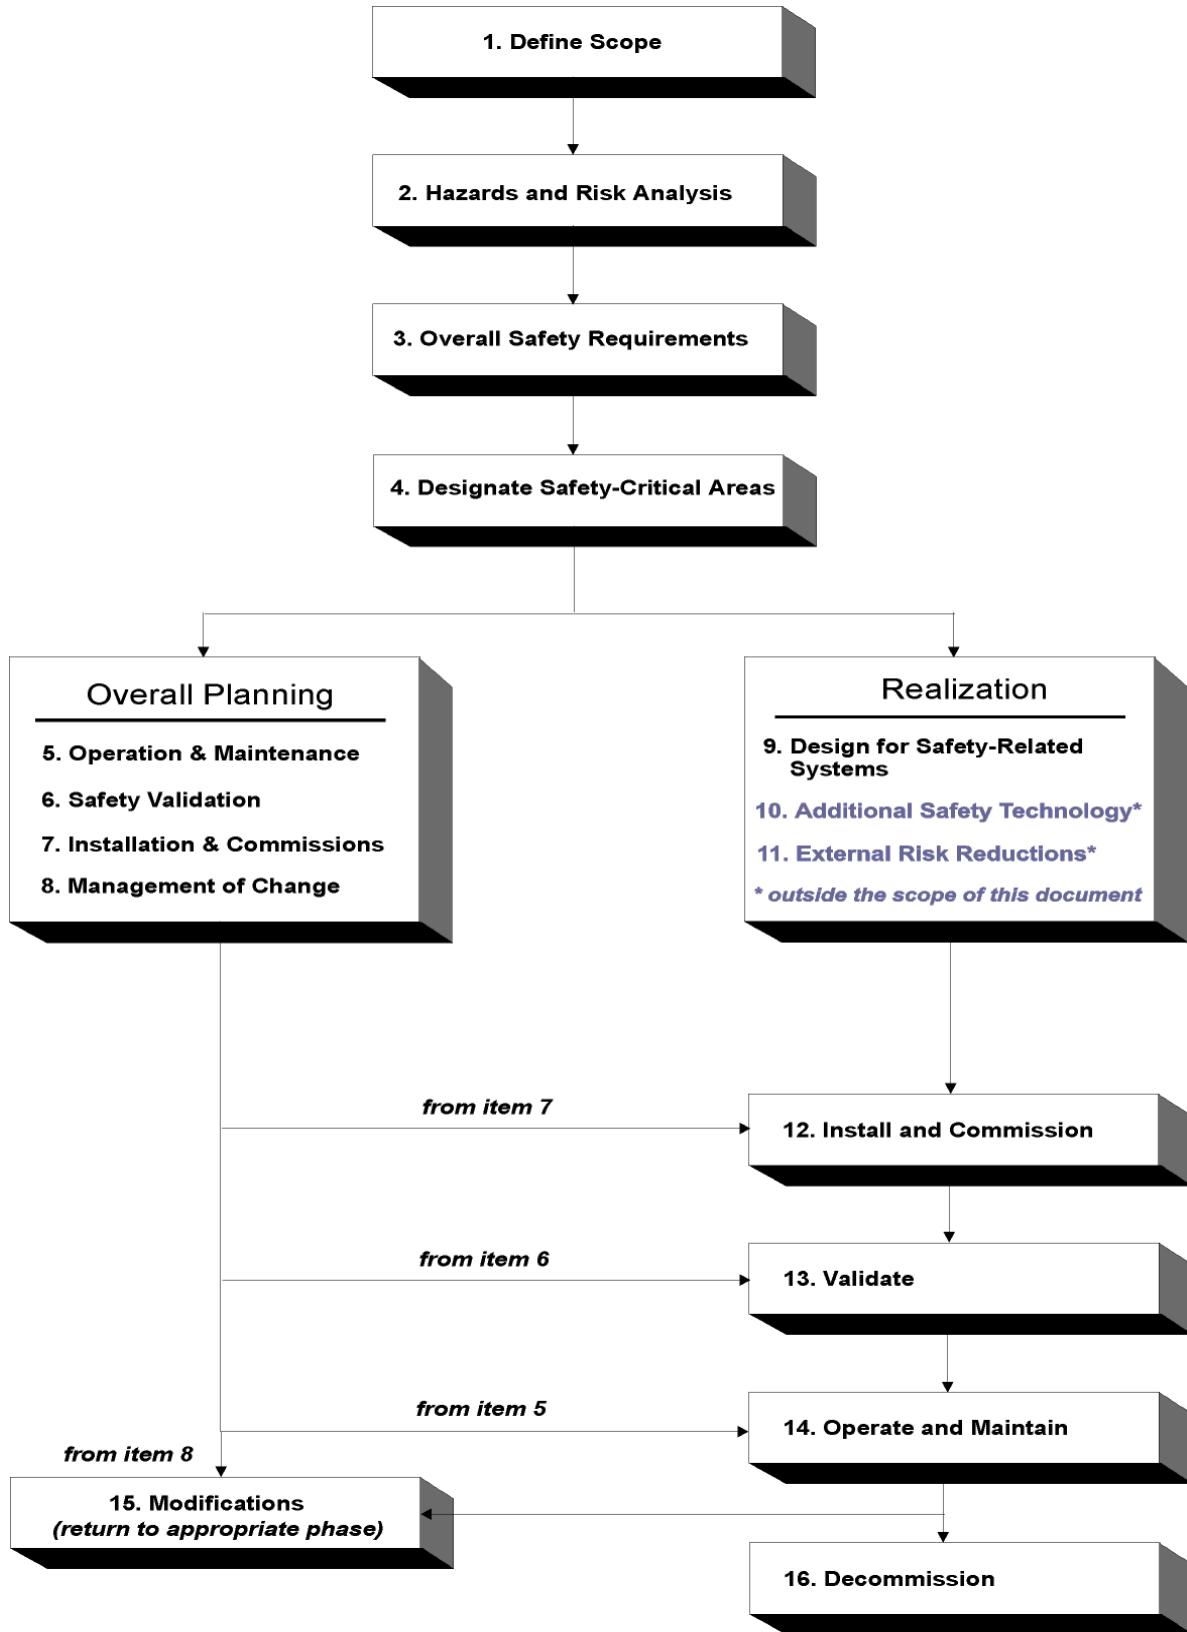 1. Define Scope
2. Hazards and Risk Analysis
3. Overall Safety Requirements
4. Designate Safety-Critical Areas
Overall Planning
5. Operation & Maintenance
6. Safety Validation
7. Installation & Commissions
8. Management of Change
Realization
9. Design for Safety-Related
Systems
10. Additional Safety Technology*
11. External Risk Reductions*
* outside the scope of this document
from item 7
12. Install and Commission
from item 6
13. Validate
from item 5
14. Operate and Maintain
from item 8
15. Modifications
(return to appropriate phase)
16. Decommission